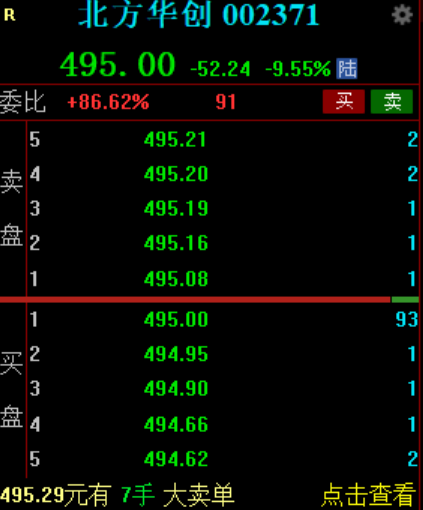 R 北方华创 002371
495.00 -52.24 -9.55% 陆
委比 +86.62% 91 买 卖
卖盘
5 495.21 2
4 495.20 2
3 495.19 1
2 495.16 1
1 495.08 1
买盘
1 495.00 93
2 494.95 1
3 494.90 1
4 494.66 1
5 494.62 2
495.29元有 7手 大卖单 点击查看